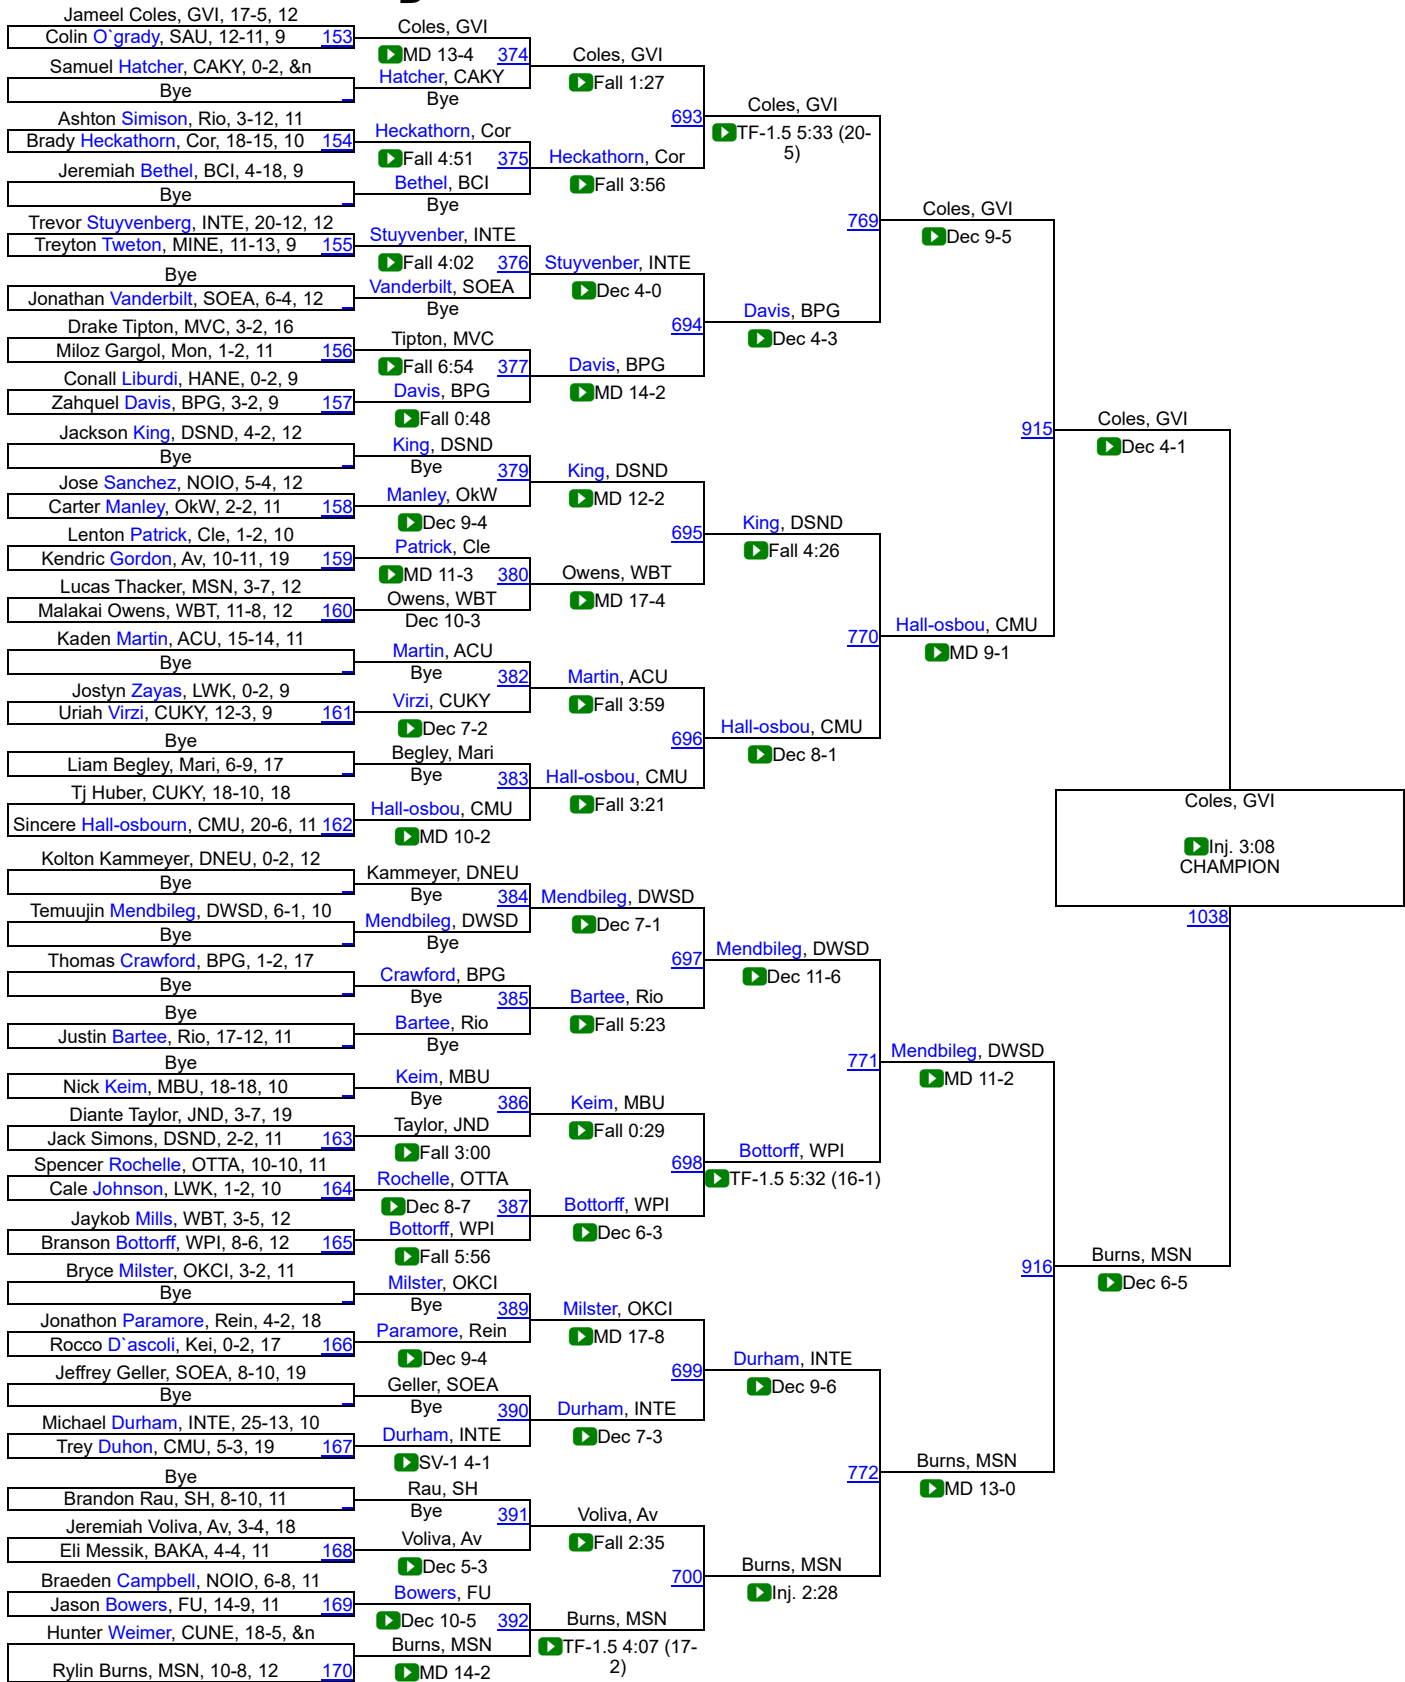 Jameel Coles, GVI, 17-5, 12
Colin O`grady, SAU, 12-11, 9 153
Samuel Hatcher, CAKY, 0-2, &n
Bye
Ashton Simison, Rio, 3-12, 11
Brady Heckathorn, Cor, 18-15, 10 154
Jeremiah Bethel, BCI, 4-18, 9
Bye
Trevor Stuyvenberg, INTE, 20-12, 12
Treyton Tweton, MINE, 11-13, 9 155
Bye
Jonathan Vanderbilt, SOEA, 6-4, 12
Drake Tipton, MVC, 3-2, 16
Miloz Gargol, Mon, 1-2, 11 156
Conall Liburdi, HANE, 0-2, 9
Zahquel Davis, BPG, 3-2, 9 157
Jackson King, DSND, 4-2, 12
Bye
Jose Sanchez, NOIO, 5-4, 12
Carter Manley, OkW, 2-2, 11 158
Lenton Patrick, Cle, 1-2, 10
Kendric Gordon, Av, 10-11, 19 159
Lucas Thacker, MSN, 3-7, 12
Malakai Owens, WBT, 11-8, 12 160
Kaden Martin, ACU, 15-14, 11
Bye
Jostyn Zayas, LWK, 0-2, 9
Uriah Virzi, CUKY, 12-3, 9 161
Bye
Liam Begley, Mari, 6-9, 17
Tj Huber, CUKY, 18-10, 18
Sincere Hall-osbourn, CMU, 20-6, 11 162
Kolton Kammeyer, DNEU, 0-2, 12
Bye
Temuujin Mendbileg, DWSD, 6-1, 10
Bye
Thomas Crawford, BPG, 1-2, 17
Bye
Bye
Justin Bartee, Rio, 17-12, 11
Bye
Nick Keim, MBU, 18-18, 10
Diante Taylor, JND, 3-7, 19
Jack Simons, DSND, 2-2, 11 163
Spencer Rochelle, OTTA, 10-10, 11
Cale Johnson, LWK, 1-2, 10 164
Jaykob Mills, WBT, 3-5, 12
Branson Bottorff, WPI, 8-6, 12 165
Bryce Milster, OKCI, 3-2, 11
Bye
Jonathon Paramore, Rein, 4-2, 18
Rocco D`ascoli, Kei, 0-2, 17 166
Jeffrey Geller, SOEA, 8-10, 19
Bye
Michael Durham, INTE, 25-13, 10
Trey Duhon, CMU, 5-3, 19 167
Bye
Brandon Rau, SH, 8-10, 11
Jeremiah Voliva, Av, 3-4, 18
Eli Messik, BAKA, 4-4, 11 168
Braeden Campbell, NOIO, 6-8, 11
Jason Bowers, FU, 14-9, 11 169
Hunter Weimer, CUNE, 18-5, &n
Rylin Burns, MSN, 10-8, 12 170
Coles, GVI
MD 13-4 374
Hatcher, CAKY
Bye
Heckathorn, Cor
Fall 4:51 375
Bethel, BCI
Bye
Stuyvenber, INTE
Fall 4:02 376
Vanderbilt, SOEA
Bye
Tipton, MVC
Fall 6:54 377
Davis, BPG
Fall 0:48
King, DSND
Bye 379
Manley, OkW
Dec 9-4
Patrick, Cle
MD 11-3 380
Owens, WBT
Dec 10-3
Martin, ACU
Bye 382
Virzi, CUKY
Dec 7-2
Begley, Mari
Bye 383
Hall-osbou, CMU
MD 10-2
Kammeyer, DNEU
Bye 384
Mendbileg, DWSD
Bye
Crawford, BPG
Bye 385
Bartee, Rio
Bye
Keim, MBU
Bye 386
Taylor, JND
Fall 3:00
Rochelle, OTTA
Dec 8-7 387
Bottorff, WPI
Fall 5:56
Milster, OKCI
Bye 389
Paramore, Rein
Dec 9-4
Geller, SOEA
Bye 390
Durham, INTE
SV-1 4-1
Rau, SH
Bye 391
Voliva, Av
Dec 5-3
Bowers, FU
Dec 10-5 392
Burns, MSN
MD 14-2
Coles, GVI
Fall 1:27
693
Heckathorn, Cor
Fall 3:56
Stuyvenber, INTE
Dec 4-0
694
Davis, BPG
MD 14-2
King, DSND
MD 12-2
695
Owens, WBT
MD 17-4
Martin, ACU
Fall 3:59
696
Hall-osbou, CMU
Fall 3:21
Mendbileg, DWSD
Dec 7-1
697
Bartee, Rio
Fall 5:23
Keim, MBU
Fall 0:29
698
Bottorff, WPI
Dec 6-3
Milster, OKCI
MD 17-8
699
Durham, INTE
Dec 7-3
Voliva, Av
Fall 2:35
700
Burns, MSN
TF-1.5 4:07 (17-
2)
Coles, GVI
TF-1.5 5:33 (20-
5)
769
Davis, BPG
Dec 4-3
King, DSND
Fall 4:26
770
Hall-osbou, CMU
Dec 8-1
Mendbileg, DWSD
Dec 11-6
771
Bottorff, WPI
TF-1.5 5:32 (16-1)
Durham, INTE
Dec 9-6
772
Burns, MSN
Inj. 2:28
Coles, GVI
Dec 9-5
915
Hall-osbou, CMU
MD 9-1
Mendbileg, DWSD
MD 11-2
916
Burns, MSN
MD 13-0
Coles, GVI
Dec 4-1
Burns, MSN
Dec 6-5
Coles, GVI
Inj. 3:08
CHAMPION
1038